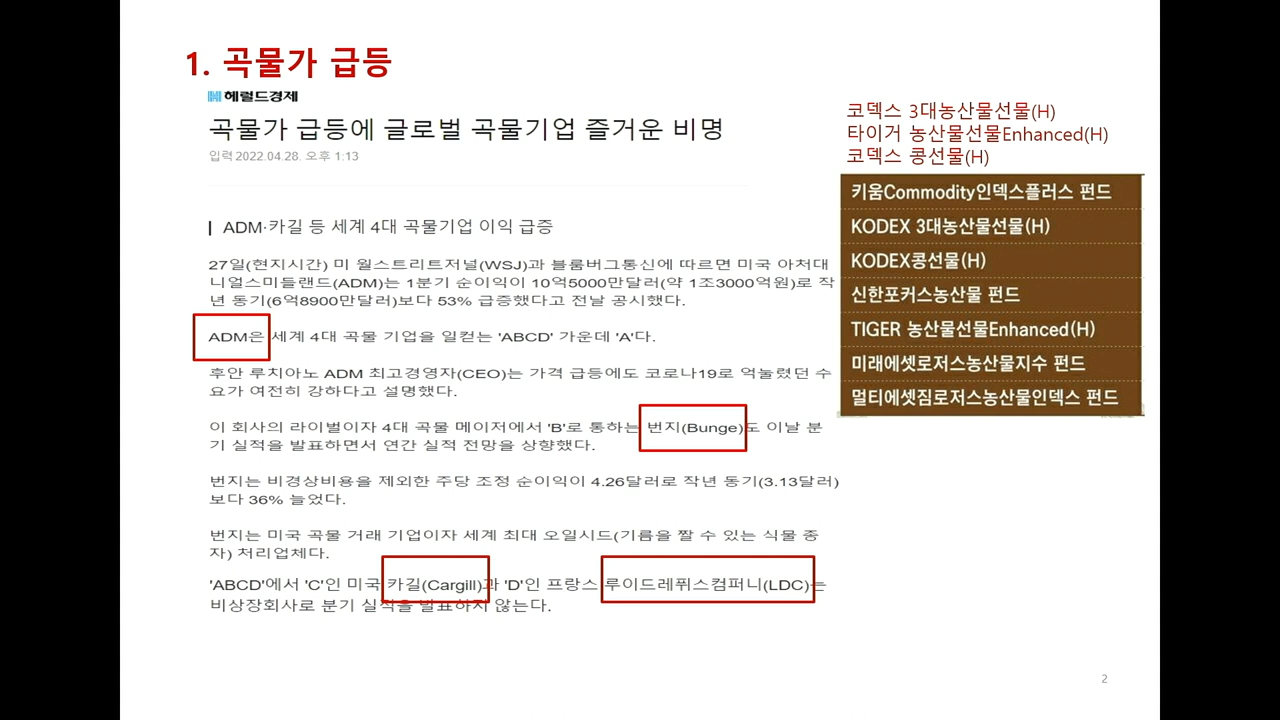 1. 곡물가 급등
헤럴드경제
곡물가 급등에 글로벌 곡물기업 즐거운 비명
입력 2022.04.28. 오후 1:13
ADM·카길 등 세계 4대 곡물기업 이익 급증
27일(현지시간) 미 월스트리트저널(WSJ)과 블룸버그통신에 따르면 미국 아처대
니얼스미들랜드(ADM)는 1분기 순이익이 10억5000만달러(약 1조3000억원)로 작
년 동기(6억8900만달러)보다 53% 급증했다고 전날 공시했다.
ADM은 세계 4대 곡물 기업을 일컫는 'ABCD' 가운데 'A'다.
후안 루치아노 ADM 최고경영자(CEO)는 가격 급등에도 코로나19로 억눌렸던 수
요가 여전히 강하다고 설명했다.
이 회사의 라이벌이자 4대 곡물 메이저에서 'B'로 통하는 번지(Bunge)도 이날 분
기 실적을 발표하면서 연간 실적 전망을 상향했다.
번지는 비경상비용을 제외한 주당 조정 순이익이 4.26달러로 작년 동기(3.13달러)
보다 36% 늘었다.
번지는 미국 곡물 거래 기업이자 세계 최대 오일시드(기름을 짤 수 있는 식물 종
자) 처리업체다.
'ABCD'에서 'C'인 미국 카길(Cargill)과 'D'인 프랑스 루이드레퓌스컴퍼니(LDC)는
비상장회사로 분기 실적을 발표하지 않는다.
코덱스 3대농산물선물(H)
타이거 농산물선물Enhanced(H)
코덱스 콩선물(H)
키움Commodity인덱스플러스 펀드
KODEX 3대농산물선물(H)
KODEX콩선물(H)
신한포커스농산물 펀드
TIGER 농산물선물Enhanced(H)
미래에셋로저스농산물지수 펀드
멀티에셋짐로저스농산물인덱스 펀드
2